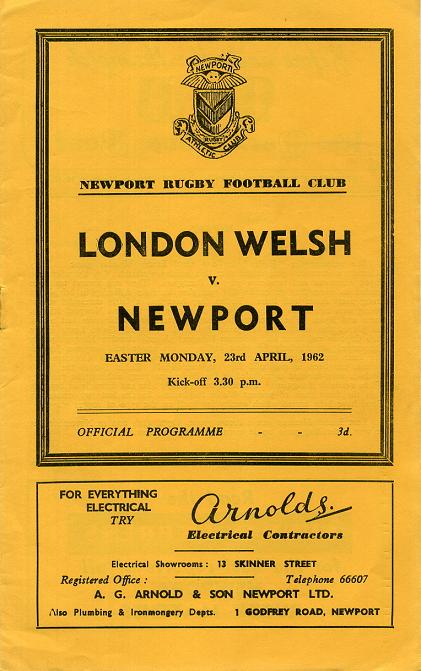 NEWPORT
RUGBY
ATHLETIC CLUB
NEWPORT RUGBY FOOTBALL CLUB
LONDON WELSH
v.
NEWPORT
EASTER MONDAY, 23rd APRIL, 1962
Kick-off 3.30 p.m.
OFFICIAL PROGRAMME - - 3d.
FOR EVERYTHING
ELECTRICAL
TRY
Arnolds.
Electrical Contractors
Electrical Showrooms : 13 SKINNER STREET
Registered Office : Telephone 66607
A. G. ARNOLD & SON NEWPORT LTD.
Also Plumbing & Ironmongery Depts. 1 GODFREY ROAD, NEWPORT